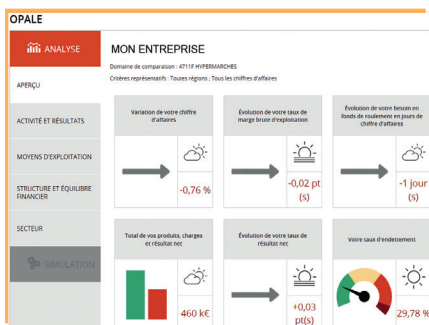 OPALE
ANALYSE
MON ENTREPRISE
Domaine de comparaison : 4711F HYPERMARCHES
Critères représentatifs : Toutes régions ; Tous les chiffres d'affaires
APERÇU
ACTIVITÉ ET RÉSULTATS
MOYENS D'EXPLOITATION
STRUCTURE ET ÉQUILIBRE
FINANCIER
SECTEUR
SIMULATION
Variation de votre chiffre
d'affaires
-0,76 %
Évolution de votre taux de
marge brute d'exploitation
-0,02 pt
(s)
Évolution de votre besoin en
fonds de roulement en jours de
chiffre d'affaires
-1 jour
(s)
Total de vos produits, charges
et résultat net
460 k€
Évolution de votre taux de
résultat net
+0,03
pt(s)
Votre taux d'endettement
29,78 %